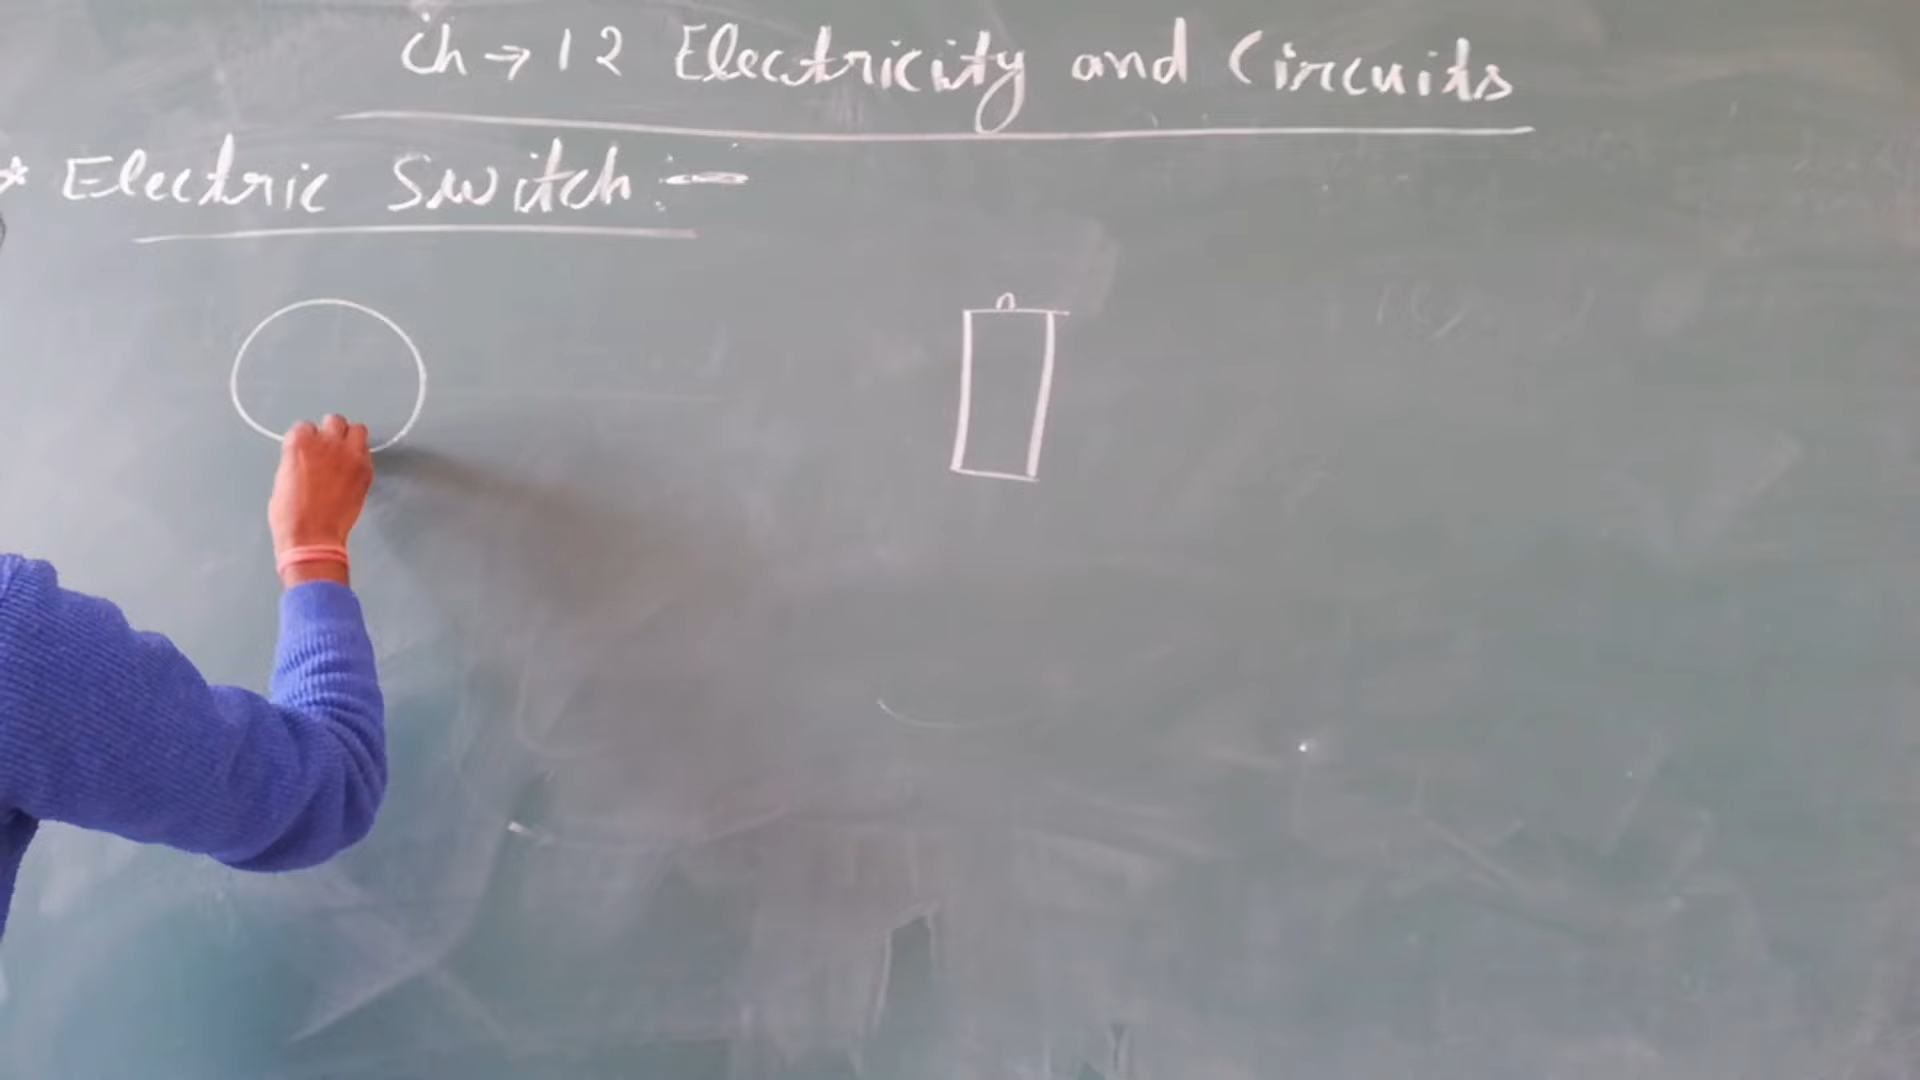 ch → 12 Electricity and Circuits
* Electric Switch :-